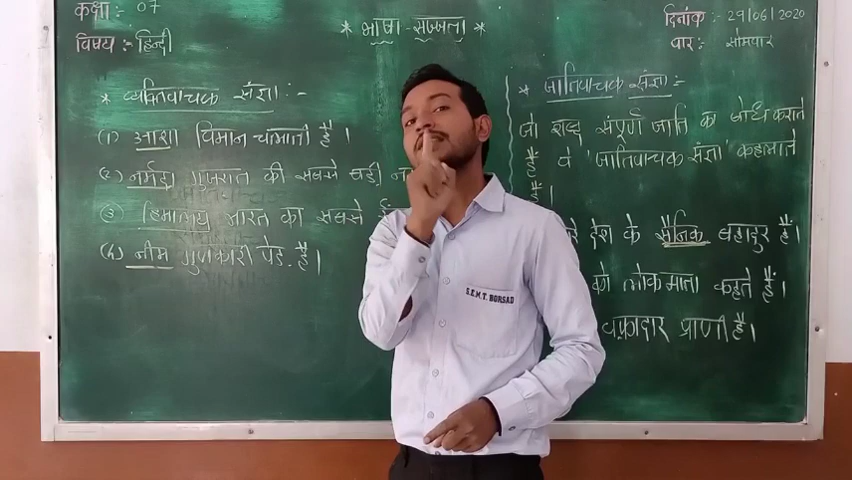 कक्षा :- 07
विषय :- हिन्दी
* भाषा - सज्जता *
दिनांक :- 29/06/2020
वार :- सोमवार
* व्यक्तिवाचक संज्ञा :-
(1) आशा विमान चलाती है ।
(2) नर्मदा गुजरात की सबसे बड़ी
(3) हिमालय भारत का सबसे
(4) नीम गुणकारी पेड है ।
* जातिवाचक संज्ञा :-
जो शब्द संपूर्ण जाति का बोध कराते
है वे 'जातिवाचक संज्ञा' कहलाते
है ।
देश के सैनिक बहादुर हैं ।
को लोकमाता कहते हैं ।
वफ़ादार प्राणी है ।
S.E.M.T. BORSAD